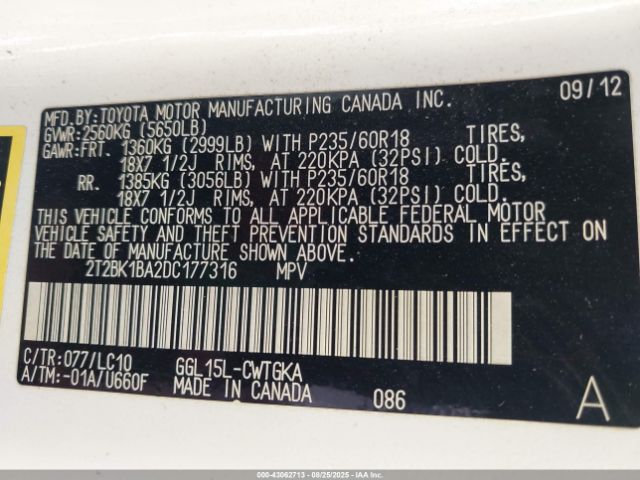 MFD.BY:TOYOTA MOTOR MANUFACTURING CANADA INC. 09/12
GVWR:2560KG (5650LB)
GAWR:FRT. 1360KG (2999LB) WITH P235/60R18 TIRES,
18X7 1/2J RIMS, AT 220KPA (32PSI) COLD.
RR. 1385KG (3056LB) WITH P235/60R18 TIRES,
18X7 1/2J RIMS, AT 220KPA (32PSI) COLD.
THIS VEHICLE CONFORMS TO ALL APPLICABLE FEDERAL MOTOR
VEHICLE SAFETY AND THEFT PREVENTION STANDARDS IN EFFECT ON
THE DATE OF MANUFACTURE SHOWN ABOVE.
2T2BK1BA2DC177316 MPV
C/TR:077/LC10 GGL15L-CWTGKA
A/TM:-01A/U660F MADE IN CANADA 086 A
000-43062713 - 08/25/2025 - IAA Inc.